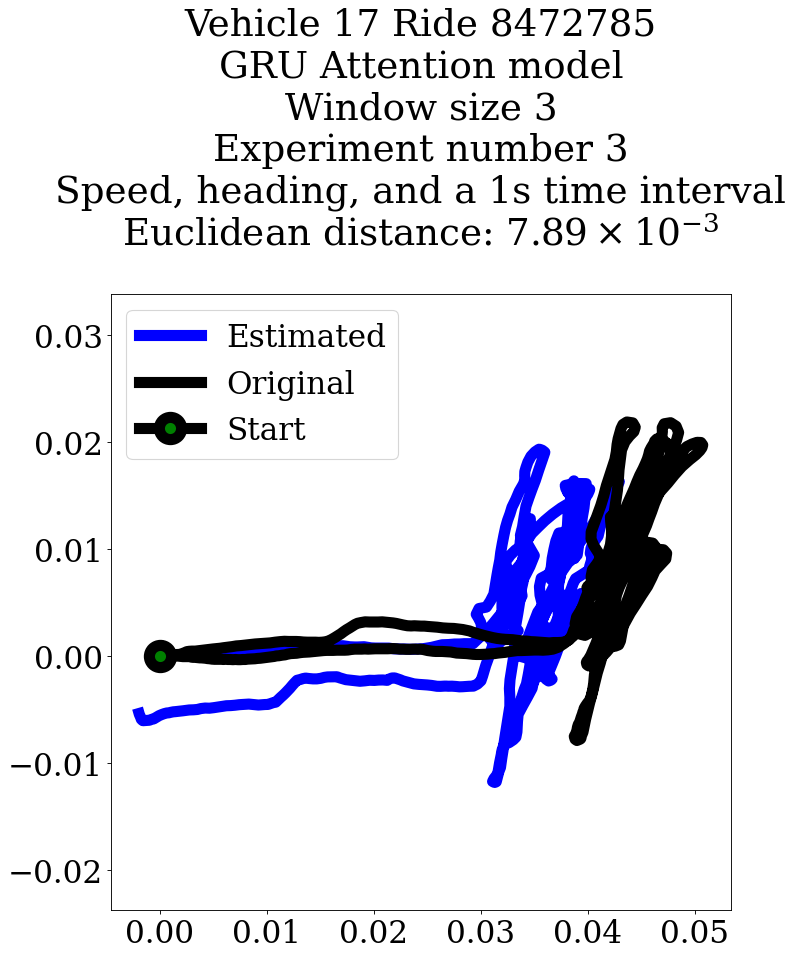 Vehicle 17 Ride 8472785
GRU Attention model
Window size 3
Experiment number 3
Speed, heading, and a 1s time interval
Euclidean distance: 7.89 × 10⁻³
Estimated
Original
Start
0.03
0.02
0.01
0.00
−0.01
−0.02
0.00 0.01 0.02 0.03 0.04 0.05